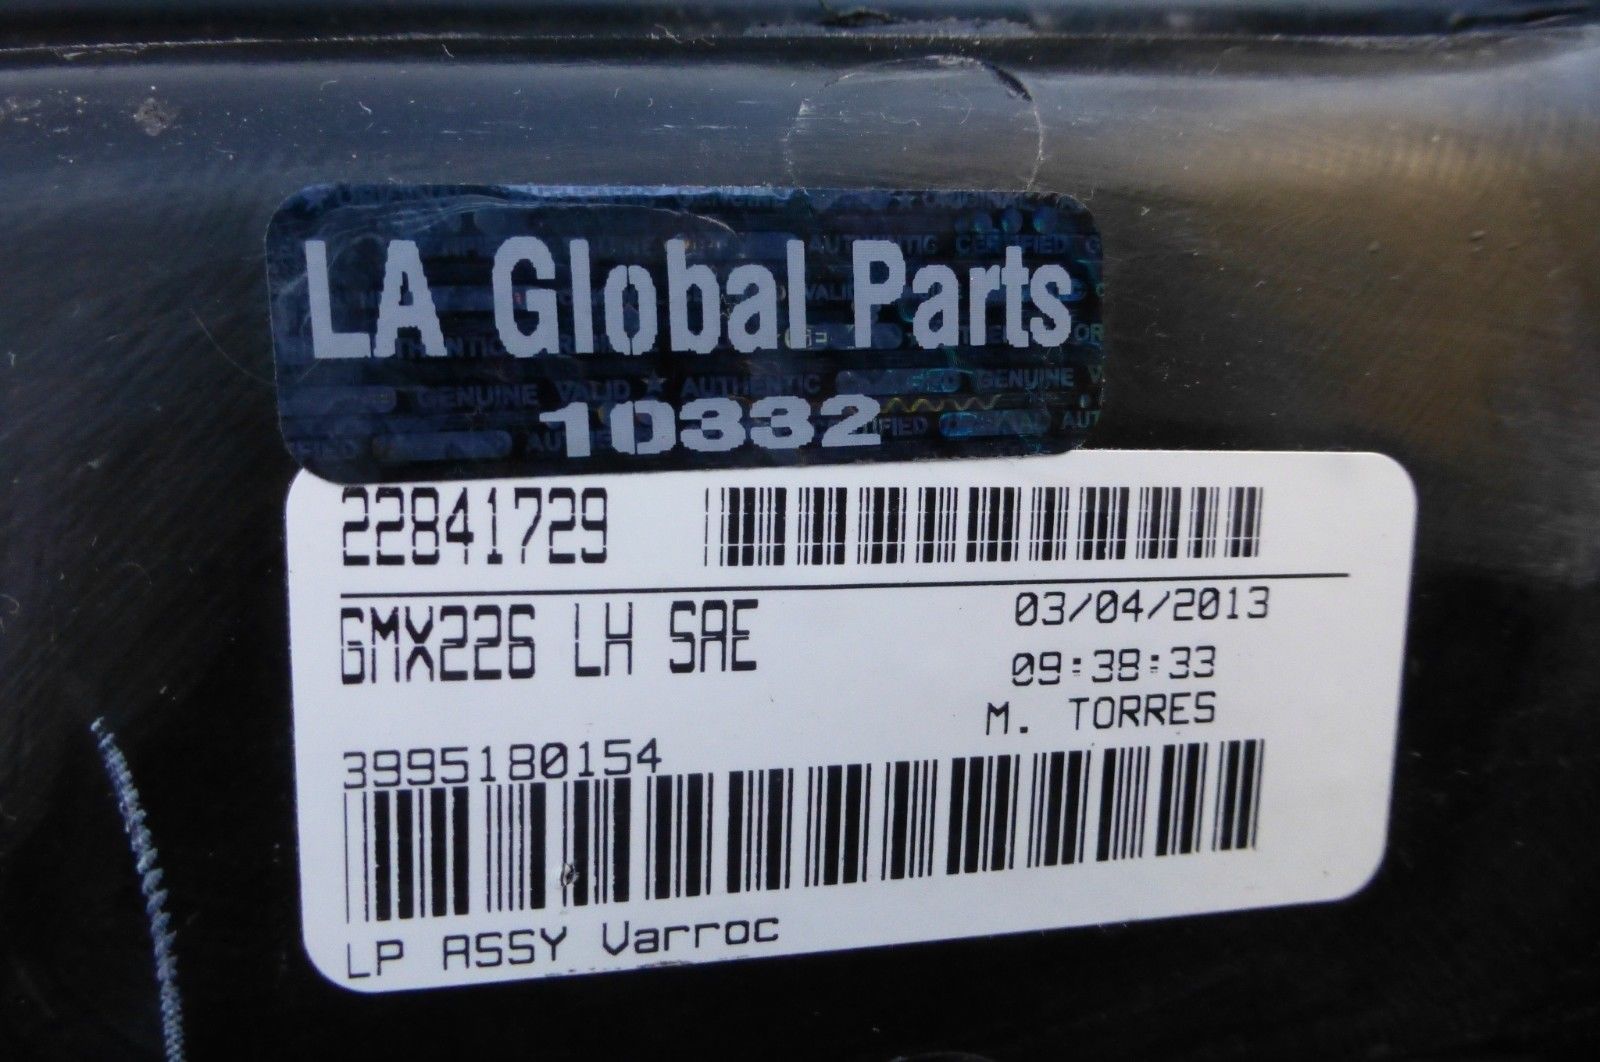 LA Global Parts
GENUINE VALID ★ AUTHENTIC GENUINE
10332
22841729
GMX226 LH SAE
03/04/2013
09:38:33
M. TORRES
3995180154
LP ASSY Varroc